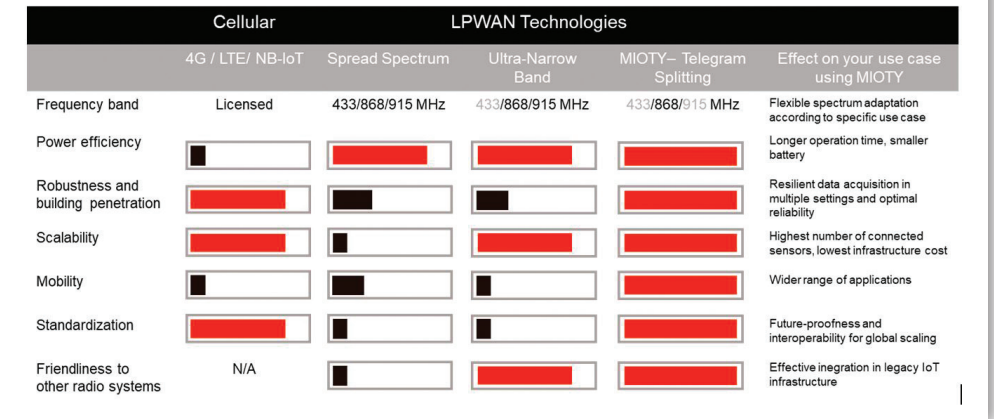 Cellular LPWAN Technologies
4G / LTE/ NB-IoT Spread Spectrum Ultra-Narrow MIOTY– Telegram Effect on your use case
Band Splitting using MIOTY
Frequency band Licensed 433/868/915 MHz 433/868/915 MHz 433/868/915 MHz Flexible spectrum adaptation
according to specific use case
Power efficiency Longer operation time, smaller
battery
Robustness and Resilient data acquisition in
building penetration multiple settings and optimal
reliability
Scalability Highest number of connected
sensors, lowest infrastructure cost
Mobility Wider range of applications
Standardization Future-proofness and
interoperability for global scaling
Friendliness to N/A Effective inegration in legacy IoT
other radio systems infrastructure